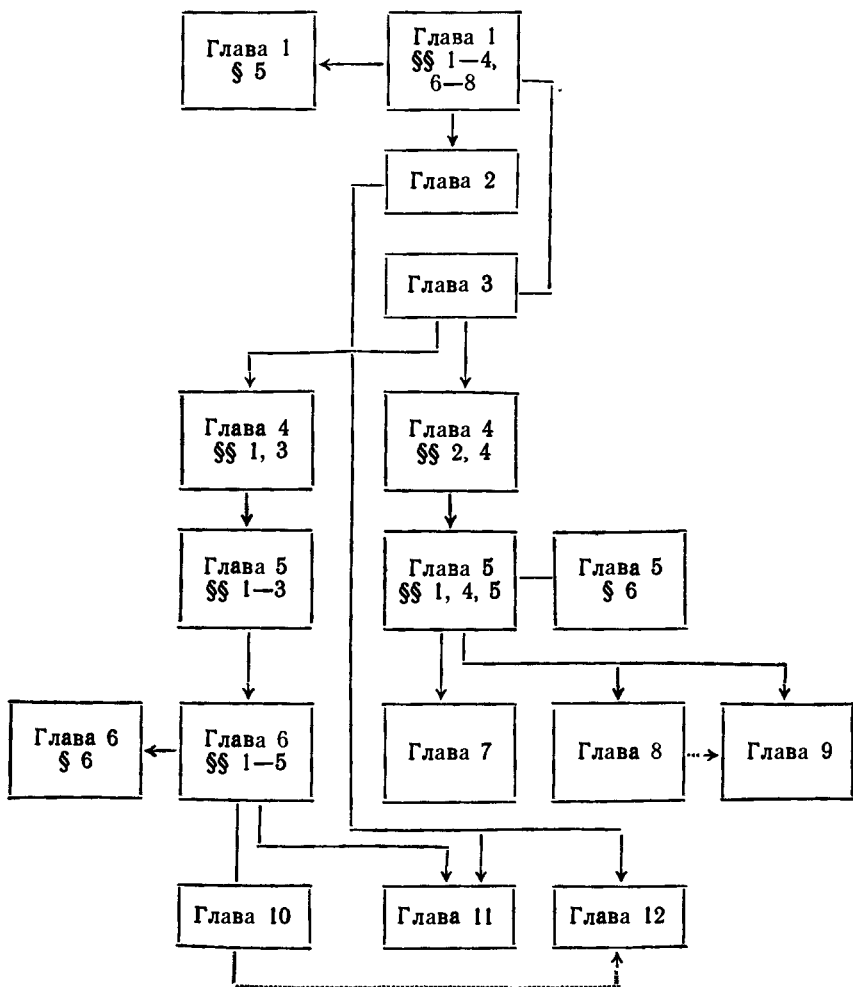 Глава 1
§ 5
Глава 1
§§ 1—4,
6—8
Глава 2
Глава 3
Глава 4
§§ 1, 3
Глава 4
§§ 2, 4
Глава 5
§§ 1—3
Глава 5
§§ 1, 4, 5
Глава 5
§ 6
Глава 6
§ 6
Глава 6
§§ 1—5
Глава 7
Глава 8
Глава 9
Глава 10
Глава 11
Глава 12